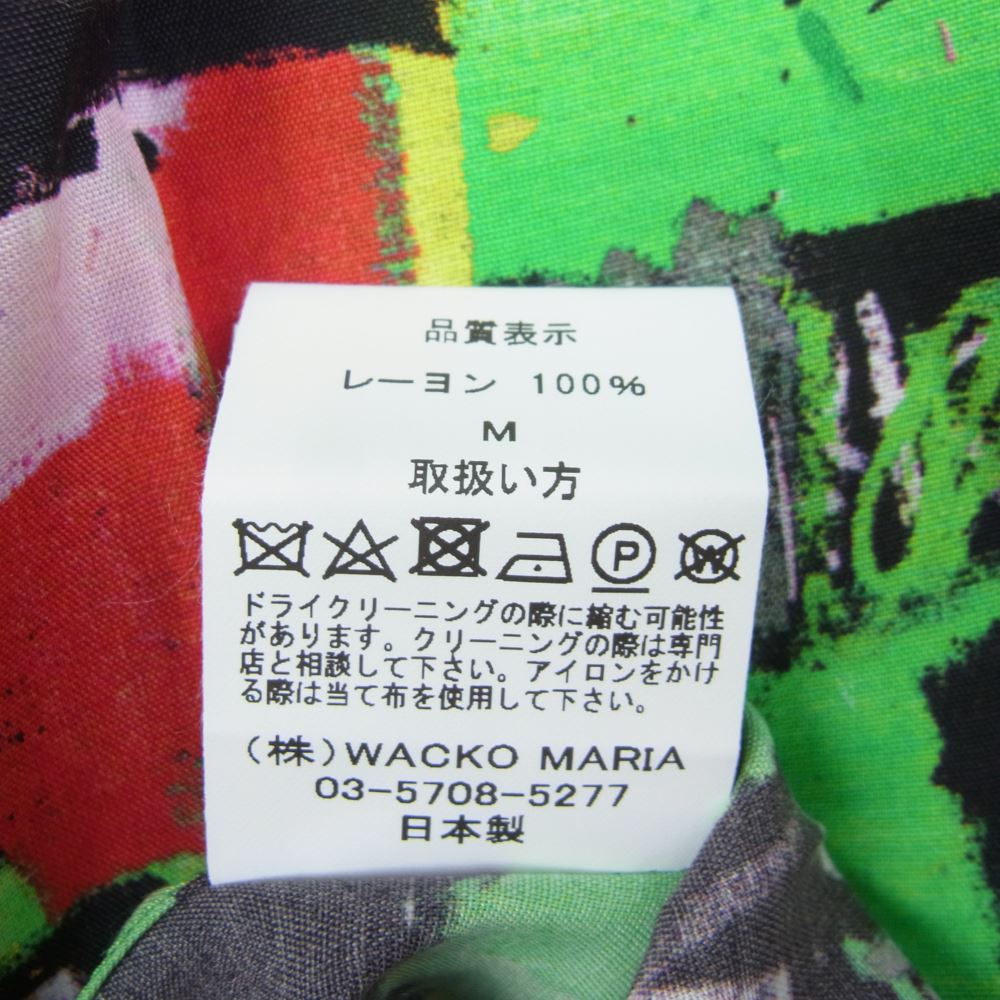 品質表示
レーヨン 100%
M
取扱い方
P W
ドライクリーニングの際に縮む可能性
があります。クリーニングの際は専門
店と相談して下さい。アイロンをかけ
る際は当て布を使用して下さい。
(株)WACKO MARIA
03-5708-5277
日本製